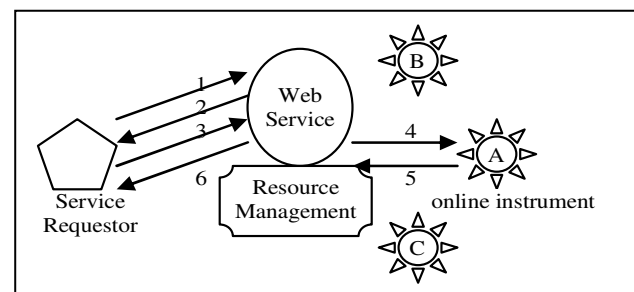 B
1
2
3
Web
Service
4
A
5
6
Service
Requestor
Resource
Management
online instrument
C